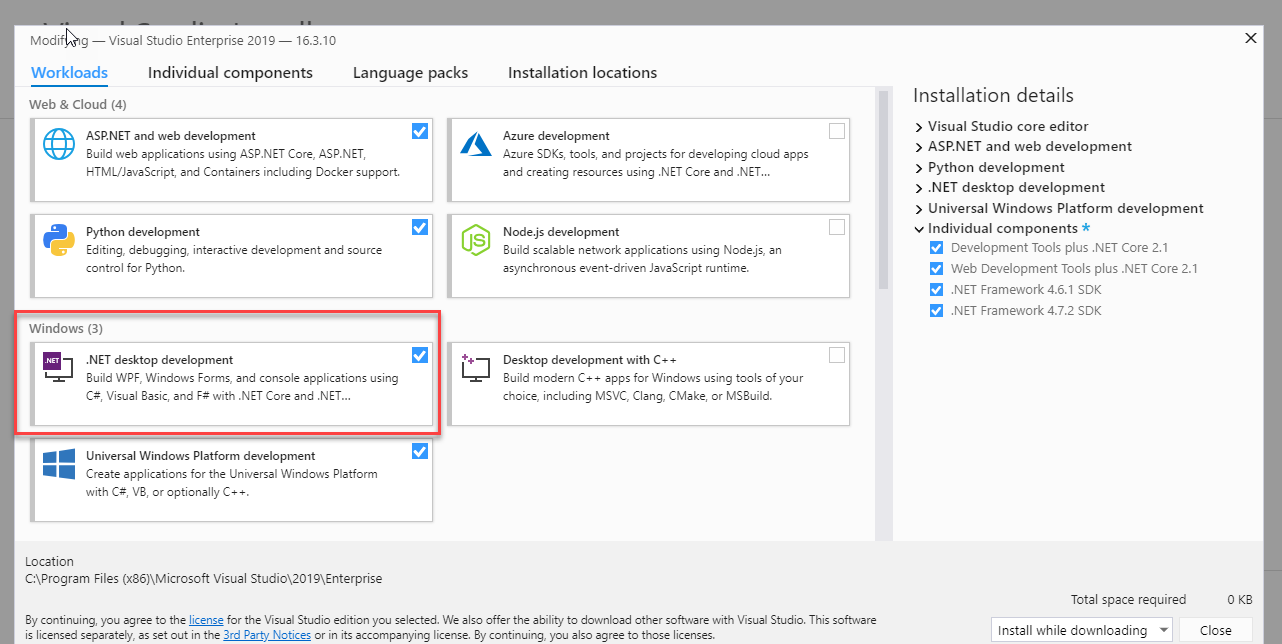 Modifying — Visual Studio Enterprise 2019 — 16.3.10
Workloads
Individual components
Language packs
Installation locations
Web & Cloud (4)
ASP.NET and web development
Build web applications using ASP.NET Core, ASP.NET,
HTML/JavaScript, and Containers including Docker support.
Azure development
Azure SDKs, tools, and projects for developing cloud apps
and creating resources using .NET Core and .NET...
Python development
Editing, debugging, interactive development and source
control for Python.
JS
Node.js development
Build scalable network applications using Node.js, an
asynchronous event-driven JavaScript runtime.
Windows (3)
.NET
.NET desktop development
Build WPF, Windows Forms, and console applications using
C#, Visual Basic, and F# with .NET Core and .NET...
Desktop development with C++
Build modern C++ apps for Windows using tools of your
choice, including MSVC, Clang, CMake, or MSBuild.
Universal Windows Platform development
Create applications for the Universal Windows Platform
with C#, VB, or optionally C++.
Installation details
Visual Studio core editor
ASP.NET and web development
Python development
.NET desktop development
Universal Windows Platform development
Individual components *
Development Tools plus .NET Core 2.1
Web Development Tools plus .NET Core 2.1
.NET Framework 4.6.1 SDK
.NET Framework 4.7.2 SDK
Location
C:\Program Files (x86)\Microsoft Visual Studio\2019\Enterprise
Total space required 0 KB
By continuing, you agree to the license for the Visual Studio edition you selected. We also offer the ability to download other software with Visual Studio. This software
is licensed separately, as set out in the 3rd Party Notices or in its accompanying license. By continuing, you also agree to those licenses.
Install while downloading
Close